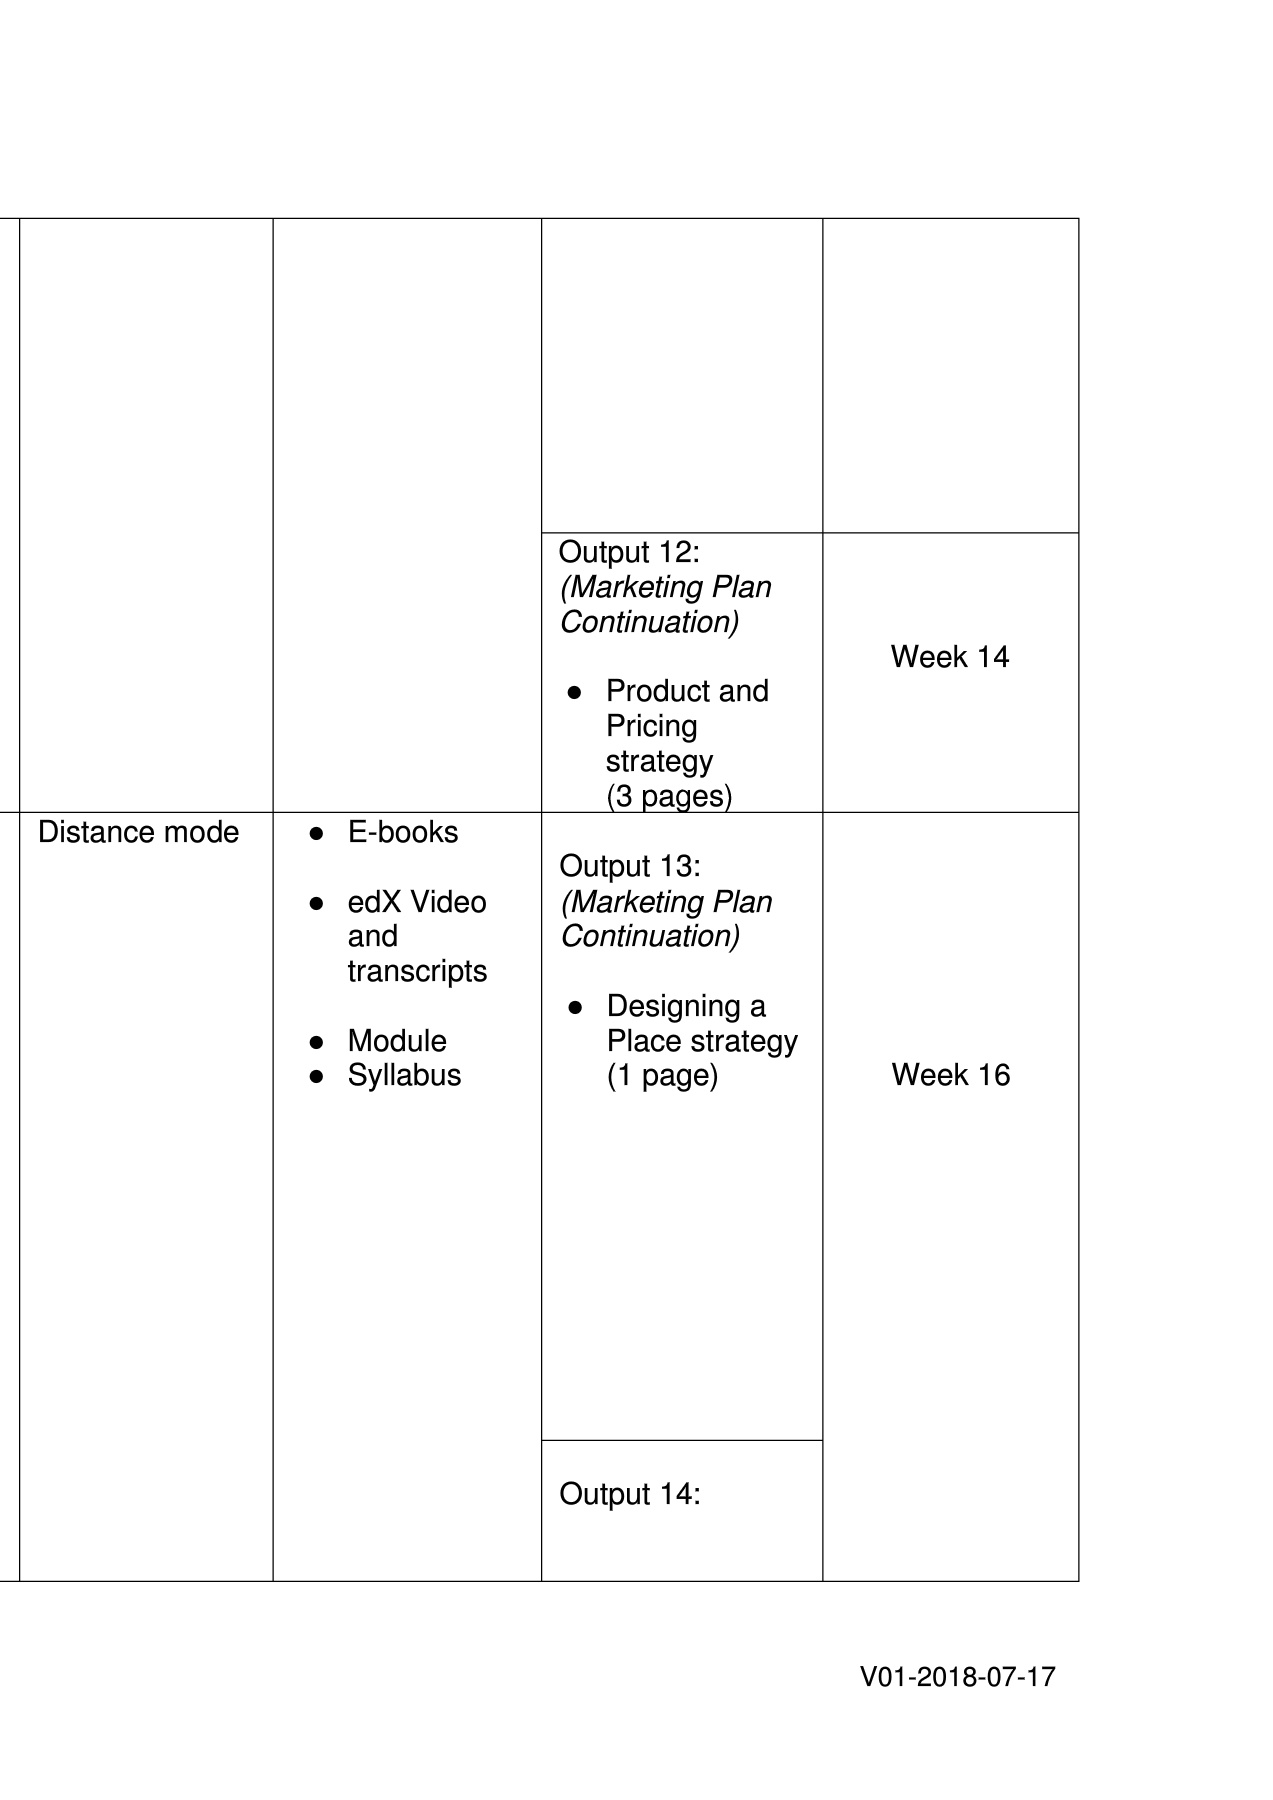 Output 12:
(Marketing Plan
Continuation)
● Product and
Pricing
strategy
(3 pages)
Week 14
Distance mode
● E-books
● edX Video
and
transcripts
● Module
● Syllabus
Output 13:
(Marketing Plan
Continuation)
● Designing a
Place strategy
(1 page)
Week 16
Output 14:
V01-2018-07-17